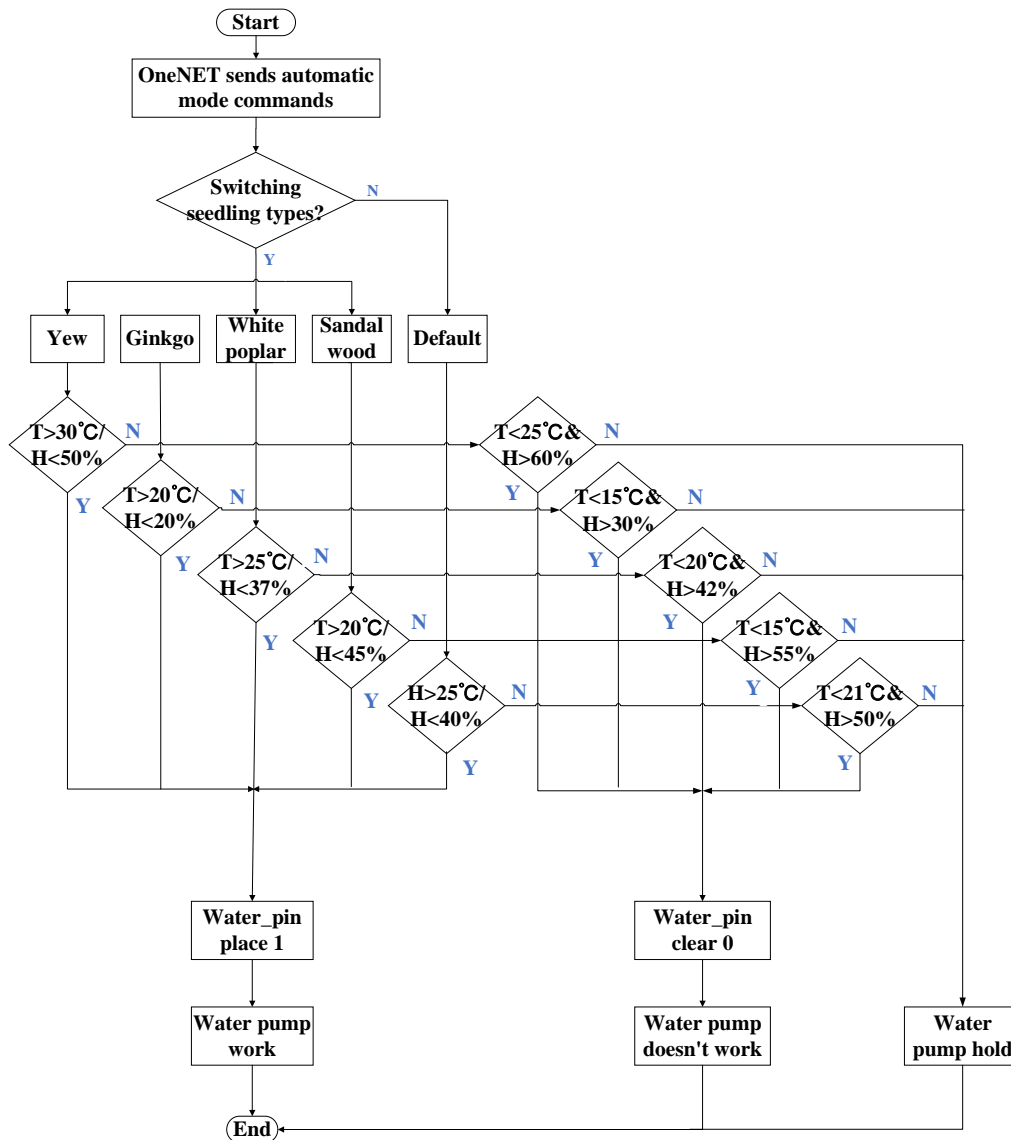 Start
OneNET sends automatic
mode commands
Switching
seedling types?
N
Y
Yew
Ginkgo
White
poplar
Sandal
wood
Default
T>30℃/
H<50%
N
Y
T<25℃&
H>60%
N
Y
T>20℃/
H<20%
N
Y
T<15℃&
H>30%
N
Y
T>25℃/
H<37%
N
Y
T<20℃&
H>42%
N
Y
T>20℃/
H<45%
N
Y
T<15℃&
H>55%
N
Y
H>25℃/
H<40%
N
Y
T<21℃&
H>50%
N
Y
Water_pin
place 1
Water_pin
clear 0
Water pump
work
Water pump
doesn't work
Water
pump hold
End